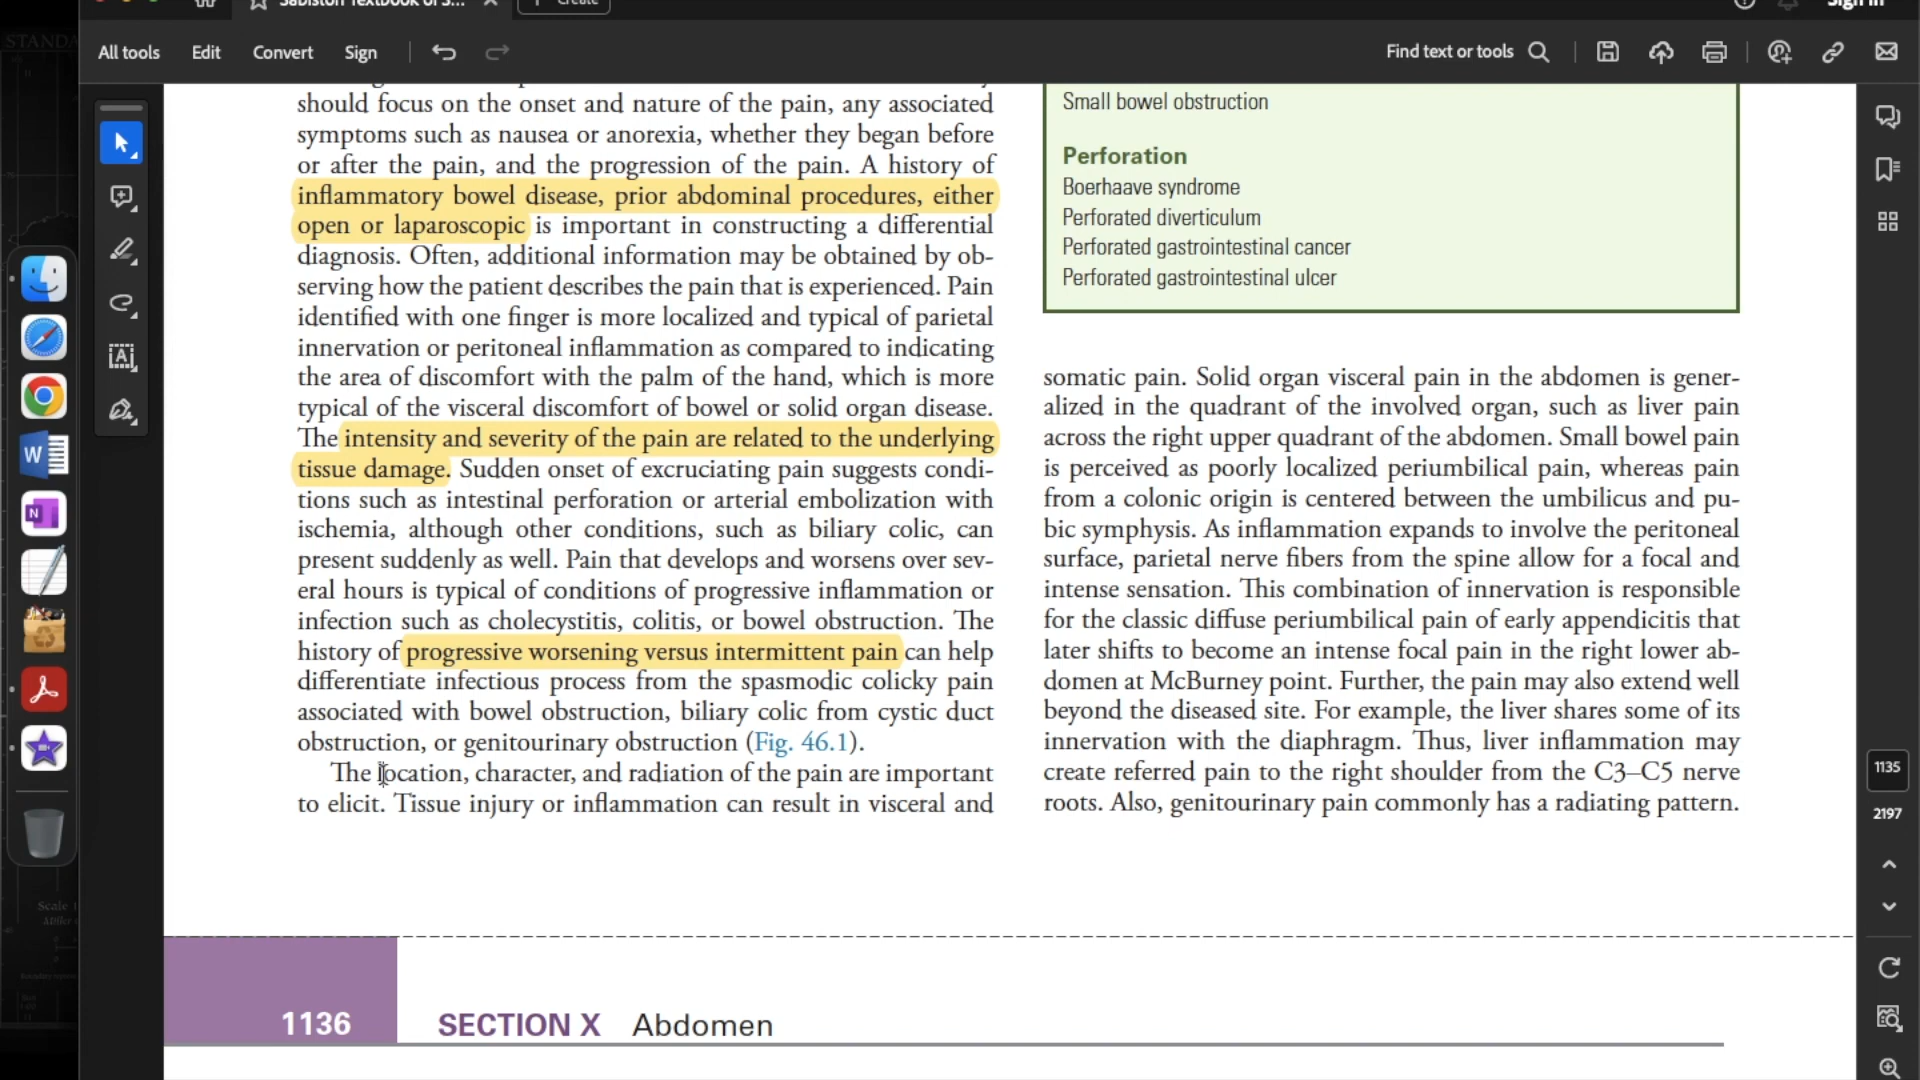 Sabiston Textbook of S...
Create
Sign in
All tools
Edit
Convert
Sign
Find text or tools
should focus on the onset and nature of the pain, any associated
symptoms such as nausea or anorexia, whether they began before
or after the pain, and the progression of the pain. A history of
inflammatory bowel disease, prior abdominal procedures, either
open or laparoscopic is important in constructing a differential
diagnosis. Often, additional information may be obtained by ob-
serving how the patient describes the pain that is experienced. Pain
identified with one finger is more localized and typical of parietal
innervation or peritoneal inflammation as compared to indicating
the area of discomfort with the palm of the hand, which is more
typical of the visceral discomfort of bowel or solid organ disease.
The intensity and severity of the pain are related to the underlying
tissue damage. Sudden onset of excruciating pain suggests condi-
tions such as intestinal perforation or arterial embolization with
ischemia, although other conditions, such as biliary colic, can
present suddenly as well. Pain that develops and worsens over sev-
eral hours is typical of conditions of progressive inflammation or
infection such as cholecystitis, colitis, or bowel obstruction. The
history of progressive worsening versus intermittent pain can help
differentiate infectious process from the spasmodic colicky pain
associated with bowel obstruction, biliary colic from cystic duct
obstruction, or genitourinary obstruction (Fig. 46.1).
The location, character, and radiation of the pain are important
to elicit. Tissue injury or inflammation can result in visceral and
Small bowel obstruction
Perforation
Boerhaave syndrome
Perforated diverticulum
Perforated gastrointestinal cancer
Perforated gastrointestinal ulcer
somatic pain. Solid organ visceral pain in the abdomen is gener-
alized in the quadrant of the involved organ, such as liver pain
across the right upper quadrant of the abdomen. Small bowel pain
is perceived as poorly localized periumbilical pain, whereas pain
from a colonic origin is centered between the umbilicus and pu-
bic symphysis. As inflammation expands to involve the peritoneal
surface, parietal nerve fibers from the spine allow for a focal and
intense sensation. This combination of innervation is responsible
for the classic diffuse periumbilical pain of early appendicitis that
later shifts to become an intense focal pain in the right lower ab-
domen at McBurney point. Further, the pain may also extend well
beyond the diseased site. For example, the liver shares some of its
innervation with the diaphragm. Thus, liver inflammation may
create referred pain to the right shoulder from the C3–C5 nerve
roots. Also, genitourinary pain commonly has a radiating pattern.
1135
2197
1136
SECTION X Abdomen